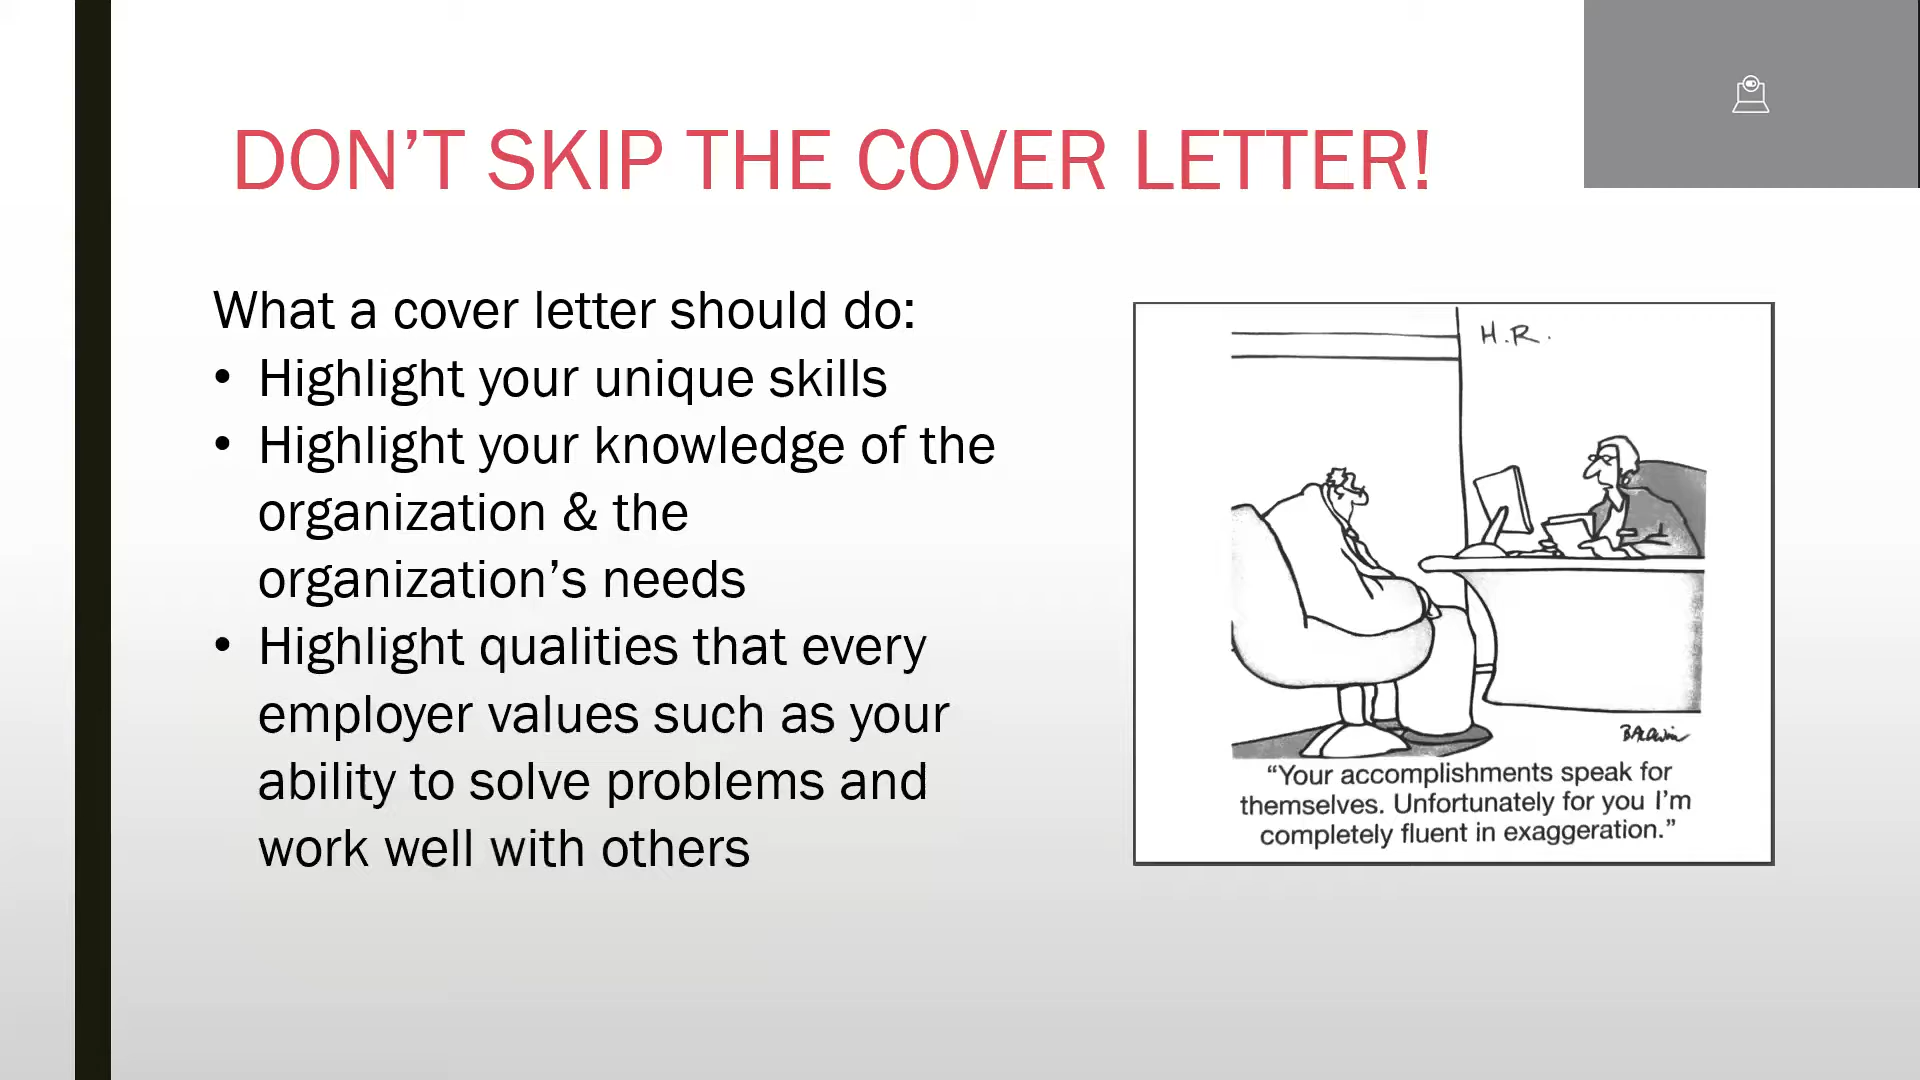 DON’T SKIP THE COVER LETTER!
What a cover letter should do:
• Highlight your unique skills
• Highlight your knowledge of the
organization & the
organization’s needs
• Highlight qualities that every
employer values such as your
ability to solve problems and
work well with others
H.R.
BALDWIN
“Your accomplishments speak for
themselves. Unfortunately for you I’m
completely fluent in exaggeration.”